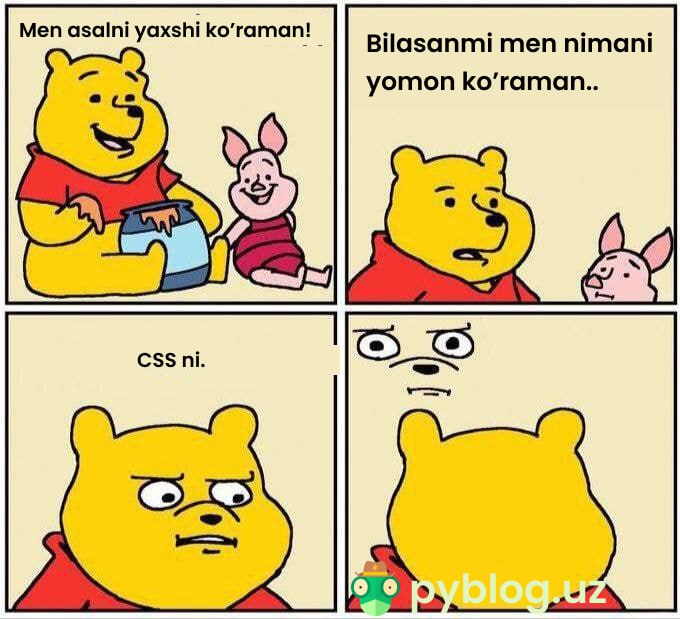 Men asalni yaxshi ko’raman!
Bilasanmi men nimani
yomon ko’raman..
CSS ni.
pyblog.uz